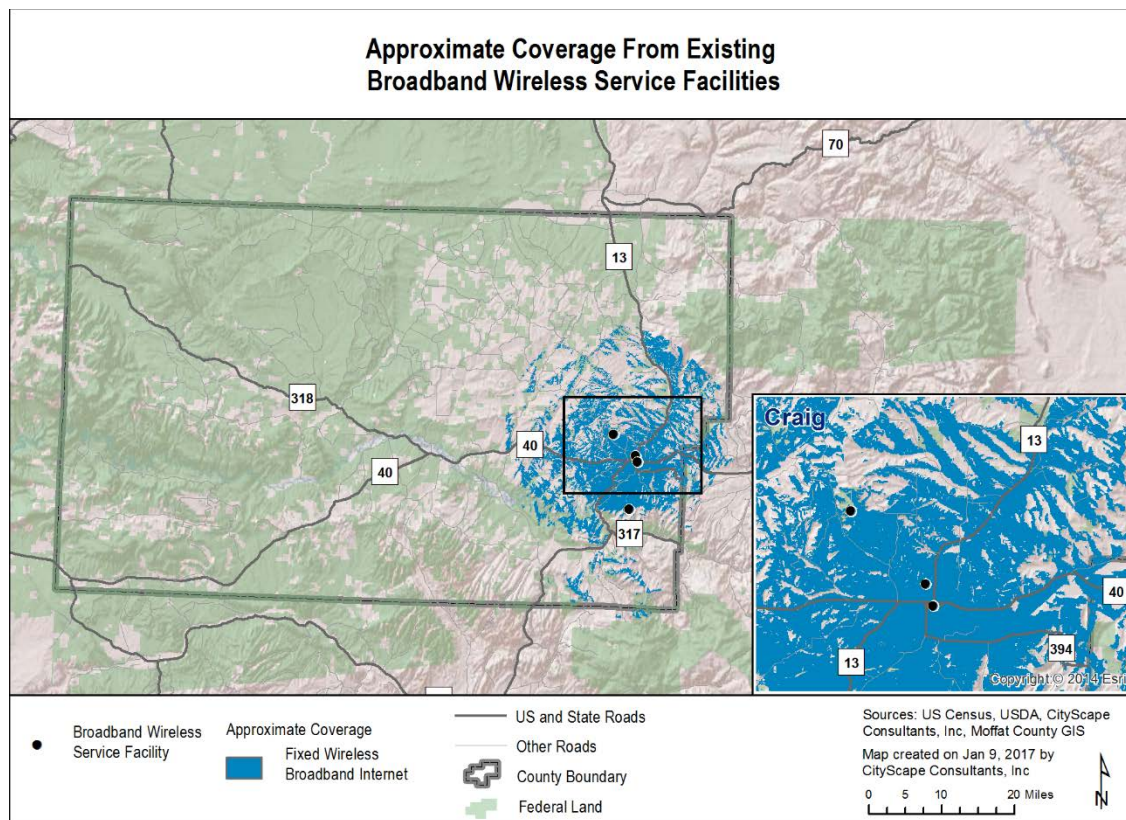 Approximate Coverage From Existing
Broadband Wireless Service Facilities
70
13
318
40
40
317
Craig
13
40
394
13
Copyright:© 2014 Esri
Broadband Wireless
Service Facility
Approximate Coverage
Fixed Wireless
Broadband Internet
US and State Roads
Other Roads
County Boundary
Federal Land
Sources: US Census, USDA, CityScape
Consultants, Inc, Moffat County GIS
Map created on Jan 9, 2017 by
CityScape Consultants, Inc
0 5 10 20 Miles
N